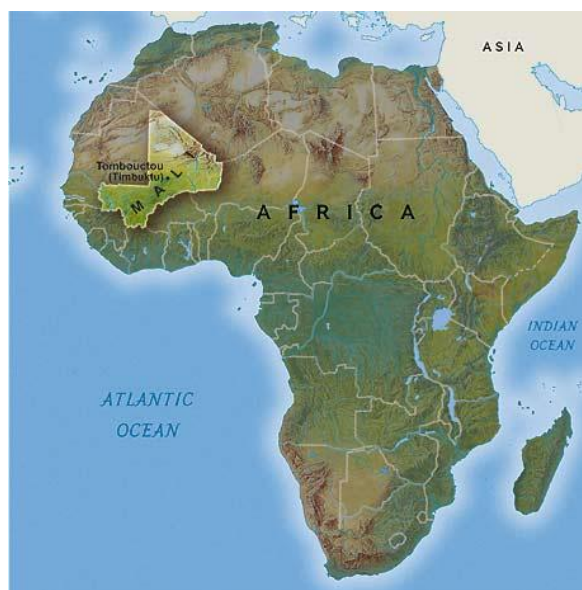 ASIA
Tombouctou
(Timbuktu)
MALI
AFRICA
INDIAN
OCEAN
ATLANTIC
OCEAN